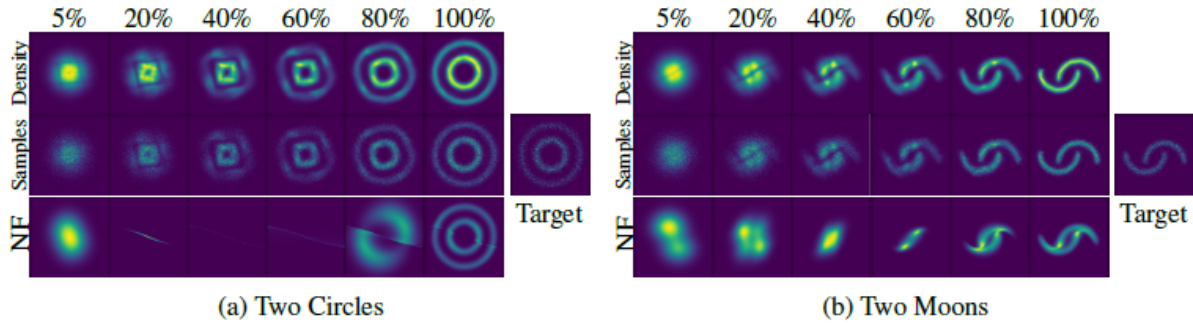 5% 20% 40% 60% 80% 100%
Density
Samples
NF
Target
(a) Two Circles
5% 20% 40% 60% 80% 100%
Density
Samples
NF
Target
(b) Two Moons